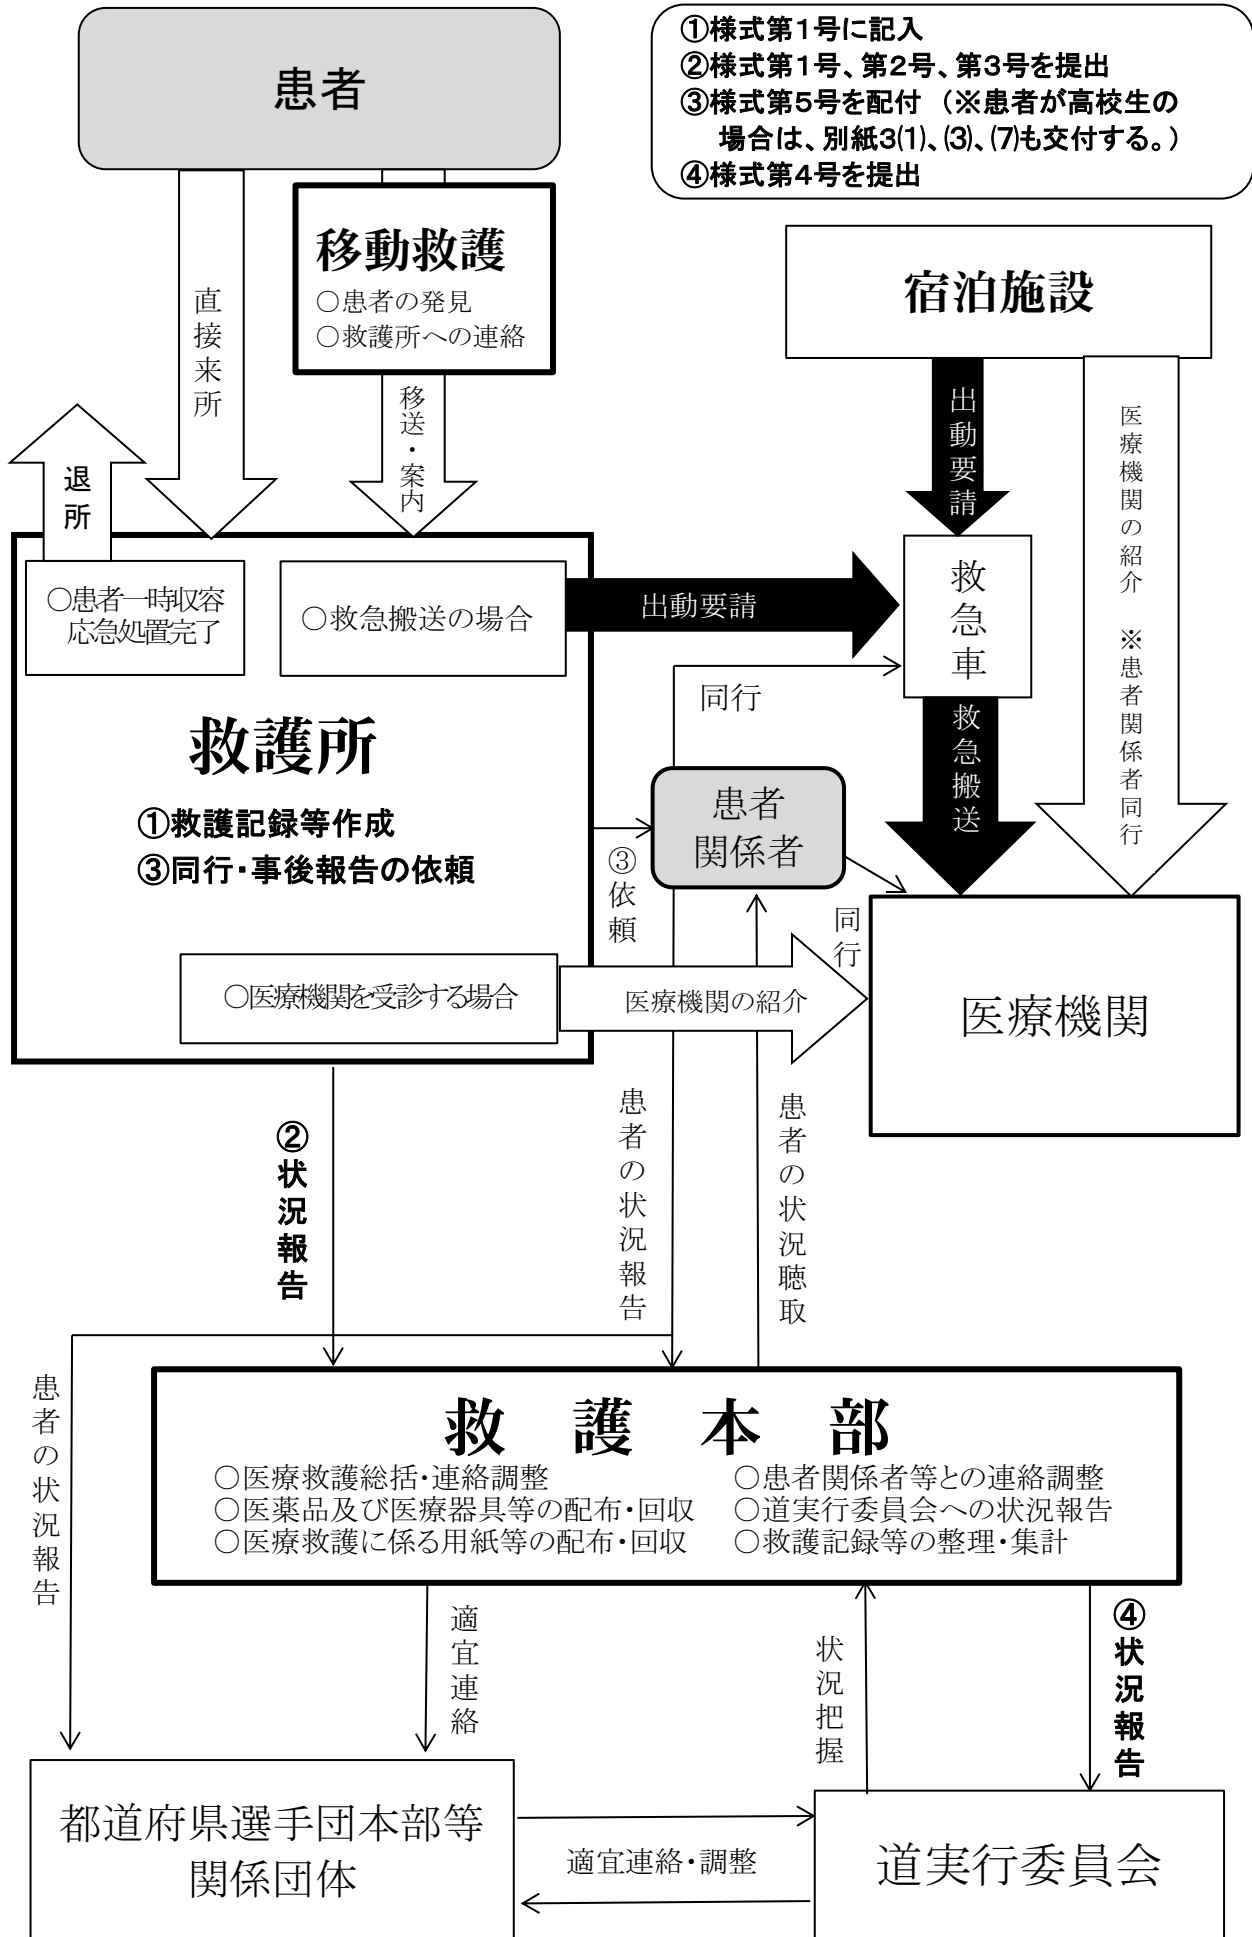 患者
①様式第1号に記入
②様式第1号、第2号、第3号を提出
③様式第5号を配付 (※患者が高校生の
場合は、別紙3⑴、⑶、⑺も交付する。)
④様式第4号を提出
移動救護
○患者の発見
○救護所への連絡
宿泊施設
直接来所
移送・案内
退所
出動要請
医療機関の紹介 ※患者関係者同行
○患者一時収容
応急処置完了
○救急搬送の場合
出動要請
救急車
同行
救急搬送
救護所
①救護記録等作成
③同行・事後報告の依頼
患者
関係者
③依頼
同行
○医療機関を受診する場合
医療機関の紹介
医療機関
②状況報告
患者の状況報告
患者の状況聴取
患者の状況報告
救護本部
○医療救護総括・連絡調整
○医薬品及び医療器具等の配布・回収
○医療救護に係る用紙等の配布・回収
○患者関係者等との連絡調整
○道実行委員会への状況報告
○救護記録等の整理・集計
適宜連絡
状況把握
④状況報告
都道府県選手団本部等
関係団体
適宜連絡・調整
道実行委員会